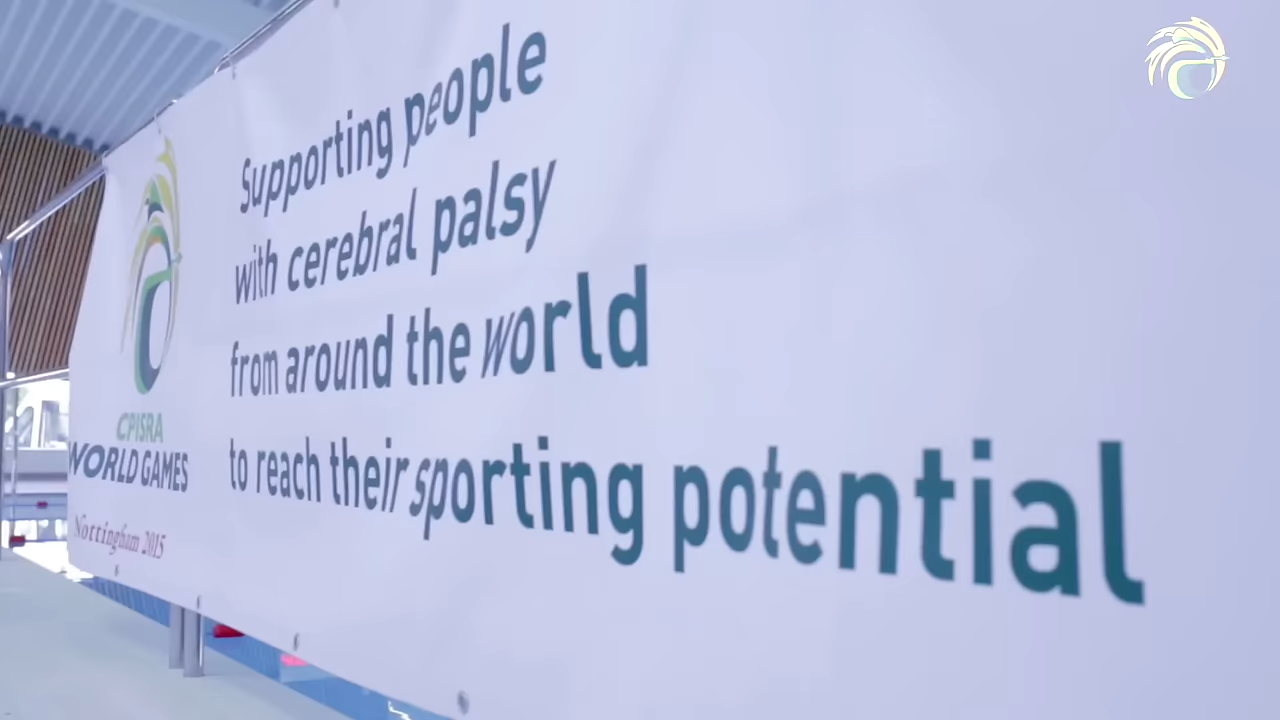 Supporting people
with cerebral palsy
from around the world
to reach their sporting potential
CPISRA
WORLD GAMES
Nottingham 2015